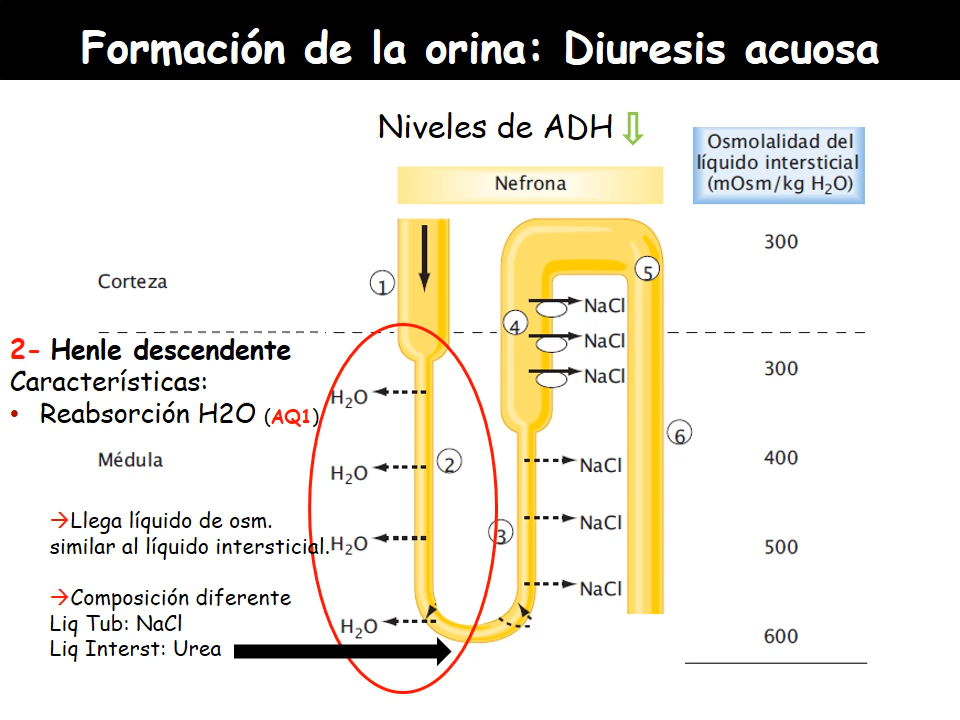 Formación de la orina: Diuresis acuosa
Niveles de ADH
Nefrona
Osmolalidad del
líquido intersticial
(mOsm/kg H₂O)
300
Corteza
1
5
NaCl
4
NaCl
2- Henle descendente
Características:
• Reabsorción H2O (AQ1)
NaCl
300
H₂O
6
Médula
H₂O
2
NaCl
400
→Llega líquido de osm.
similar al líquido intersticial.
H₂O
3
NaCl
500
→Composición diferente
Liq Tub: NaCl
Liq Interst: Urea
NaCl
H₂O
600